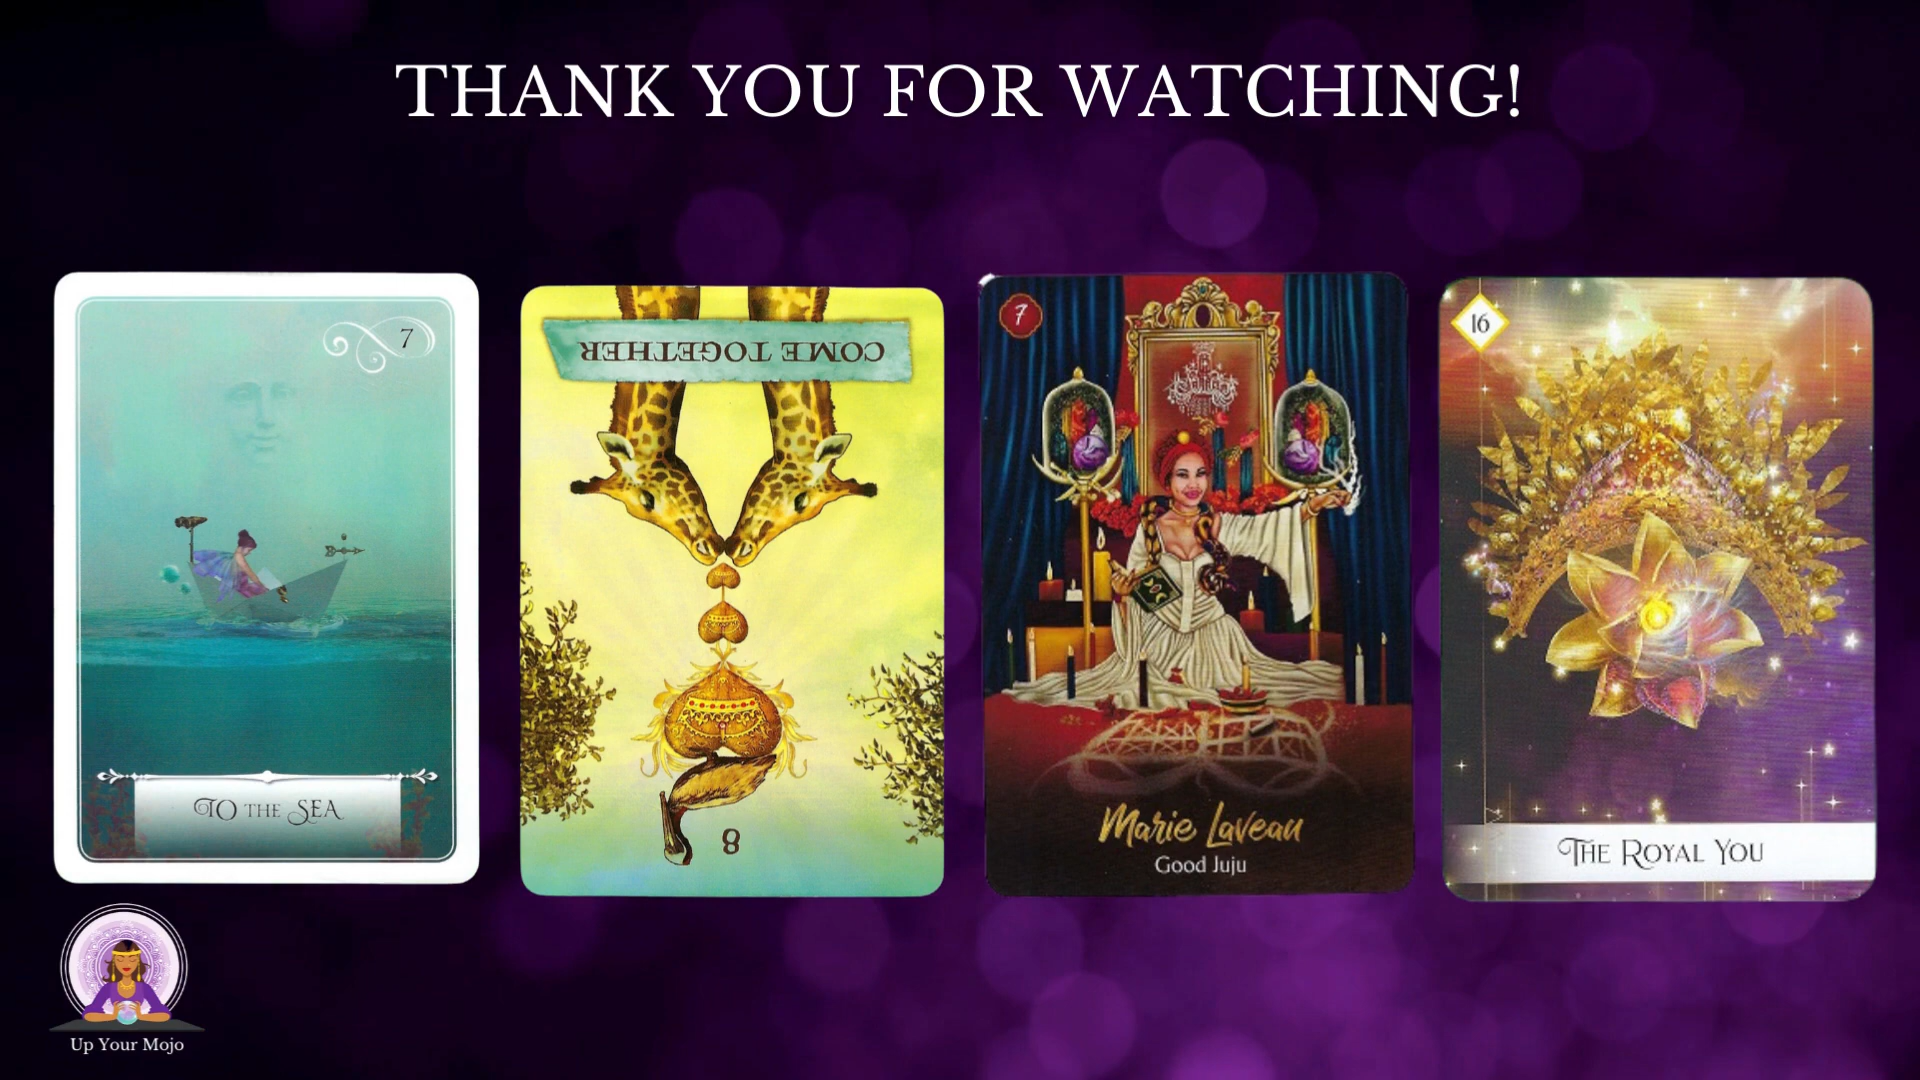 THANK YOU FOR WATCHING!
7
TO THE SEA
COME TOGETHER
8
7
Marie Laveau
Good Juju
16
THE ROYAL YOU
Up Your Mojo